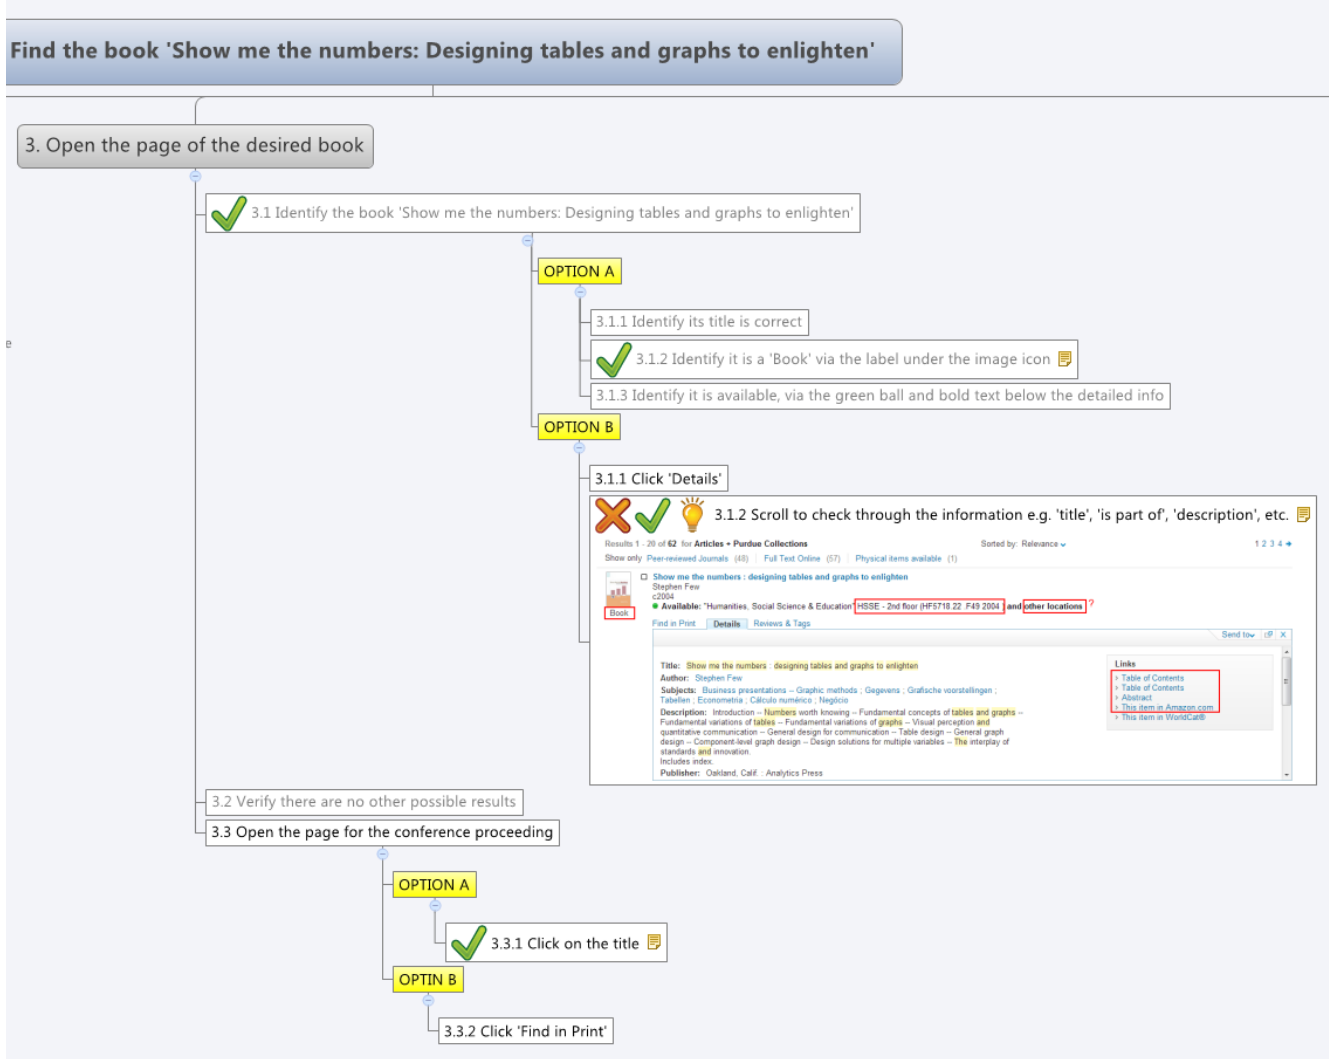 Find the book 'Show me the numbers: Designing tables and graphs to enlighten'
3. Open the page of the desired book
3.1 Identify the book 'Show me the numbers: Designing tables and graphs to enlighten'
OPTION A
3.1.1 Identify its title is correct
e
3.1.2 Identify it is a 'Book' via the label under the image icon
3.1.3 Identify it is available, via the green ball and bold text below the detailed info
OPTION B
3.1.1 Click 'Details'
3.1.2 Scroll to check through the information e.g. 'title', 'is part of', 'description', etc.
Results 1 - 20 of 62 for Articles + Purdue Collections Sorted by: Relevance 1 2 3 4
Show only Peer-reviewed Journals (48) Full Text Online (57) Physical items available (1)
Show me the numbers : designing tables and graphs to enlighten
Stephen Few
c2004
Available: "Humanities, Social Science & Education" HSSE - 2nd floor (HF5718.22 .F49 2004 ) and other locations ?
Book
Find in Print Details Reviews & Tags
Send to X
Title: Show me the numbers : designing tables and graphs to enlighten
Author: Stephen Few
Subjects: Business presentations -- Graphic methods ; Gegevens ; Grafische voorstellingen ;
Tabellen ; Econometria ; Cálculo numérico ; Negócio
Description: Introduction -- Numbers worth knowing -- Fundamental concepts of tables and graphs --
Fundamental variations of tables -- Fundamental variations of graphs -- Visual perception and
quantitative communication -- General design for communication -- Table design -- General graph
design -- Component-level graph design -- Design solutions for multiple variables -- The interplay of
standards and innovation.
Includes index.
Publisher: Oakland, Calif. : Analytics Press
Links
Table of Contents
Table of Contents
Abstract
This item in Amazon.com
This item in WorldCat®
3.2 Verify there are no other possible results
3.3 Open the page for the conference proceeding
OPTION A
3.3.1 Click on the title
OPTIN B
3.3.2 Click 'Find in Print'